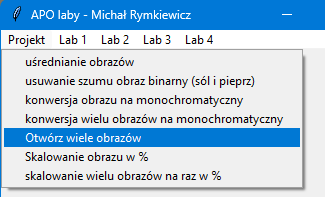 APO laby - Michał Rymkiewicz
Projekt Lab 1 Lab 2 Lab 3 Lab 4
uśrednianie obrazów
usuwanie szumu obraz binarny (sól i pieprz)
konwersja obrazu na monochromatyczny
konwersja wielu obrazów na monochromatyczny
Otwórz wiele obrazów
Skalowanie obrazu w %
skalowanie wielu obrazów na raz w %